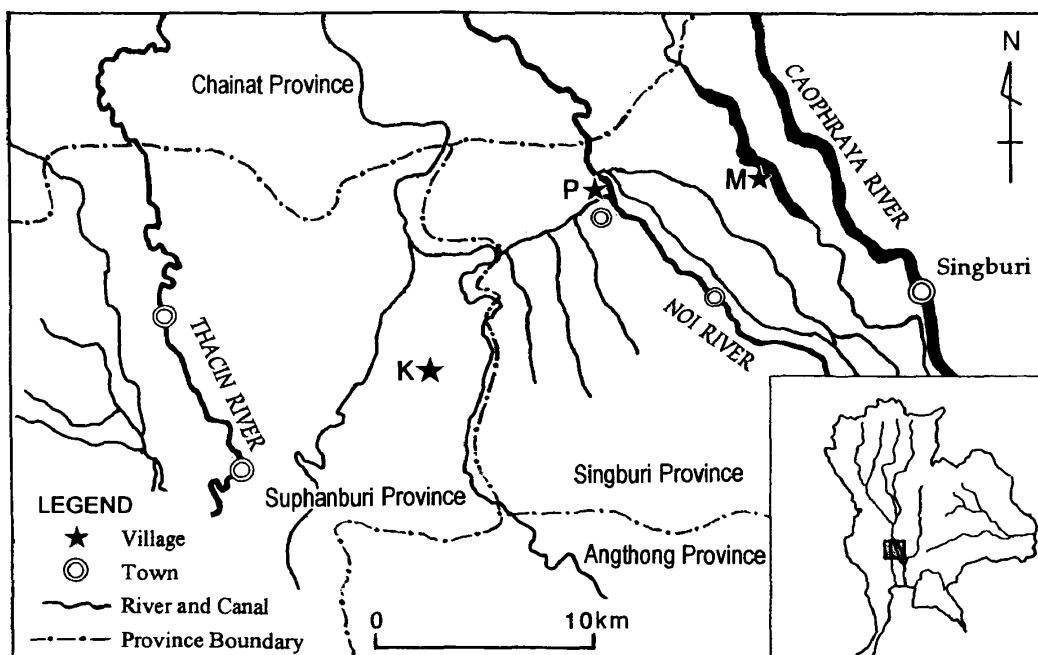 Chainat Province
N
CAOPHRAYA RIVER
P
M
Singburi
THACIN RIVER
NOI RIVER
K
Suphanburi Province
Singburi Province
Angthong Province
LEGEND
Village
Town
River and Canal
Province Boundary
0 10km